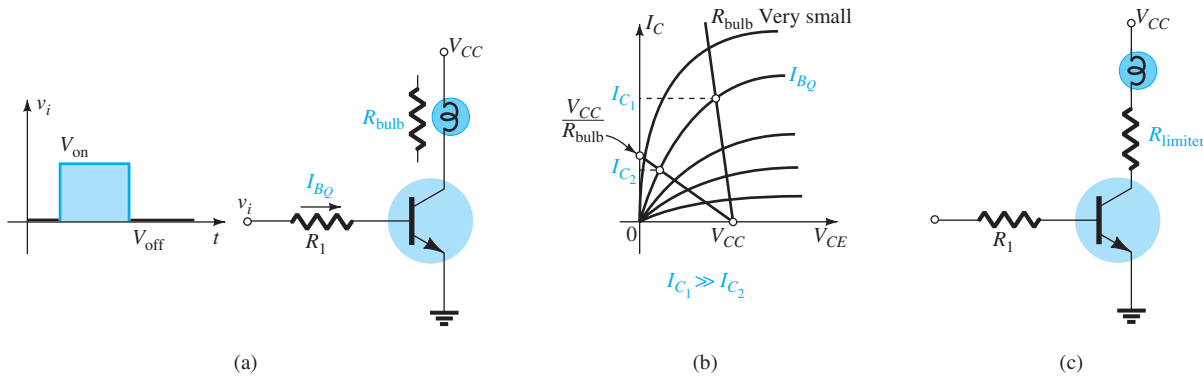 v_i
V_on
V_off
t
V_CC
R_bulb
I_BQ
v_i
R_1
(a)
I_C
R_bulb Very small
I_BQ
I_C1
V_CC
R_bulb
I_C2
0
V_CC
V_CE
I_C1 ≫ I_C2
(b)
V_CC
R_limiter
R_1
(c)